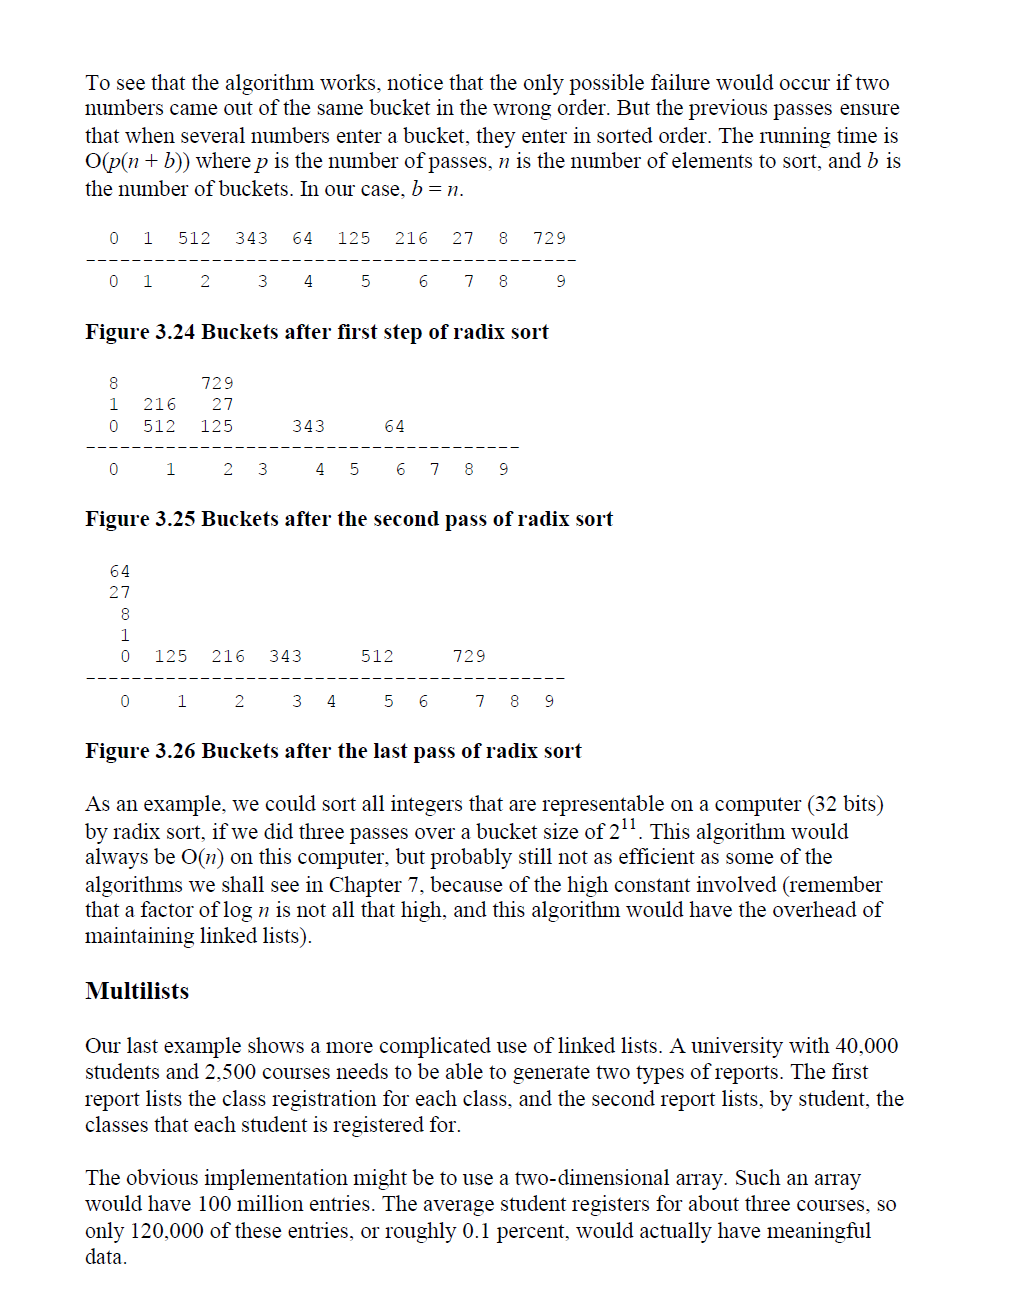 To see that the algorithm works, notice that the only possible failure would occur if two
numbers came out of the same bucket in the wrong order. But the previous passes ensure
that when several numbers enter a bucket, they enter in sorted order. The running time is
O(p(n + b)) where p is the number of passes, n is the number of elements to sort, and b is
the number of buckets. In our case, b = n.
0 1 512 343 64 125 216 27 8 729
-------------------------------------------
0 1 2 3 4 5 6 7 8 9
Figure 3.24 Buckets after first step of radix sort
8 729
1 216 27
0 512 125 343 64
--------------------------------------
0 1 2 3 4 5 6 7 8 9
Figure 3.25 Buckets after the second pass of radix sort
64
27
8
1
0 125 216 343 512 729
------------------------------------------
0 1 2 3 4 5 6 7 8 9
Figure 3.26 Buckets after the last pass of radix sort
As an example, we could sort all integers that are representable on a computer (32 bits)
by radix sort, if we did three passes over a bucket size of 2¹¹. This algorithm would
always be O(n) on this computer, but probably still not as efficient as some of the
algorithms we shall see in Chapter 7, because of the high constant involved (remember
that a factor of log n is not all that high, and this algorithm would have the overhead of
maintaining linked lists).
Multilists
Our last example shows a more complicated use of linked lists. A university with 40,000
students and 2,500 courses needs to be able to generate two types of reports. The first
report lists the class registration for each class, and the second report lists, by student, the
classes that each student is registered for.
The obvious implementation might be to use a two-dimensional array. Such an array
would have 100 million entries. The average student registers for about three courses, so
only 120,000 of these entries, or roughly 0.1 percent, would actually have meaningful
data.